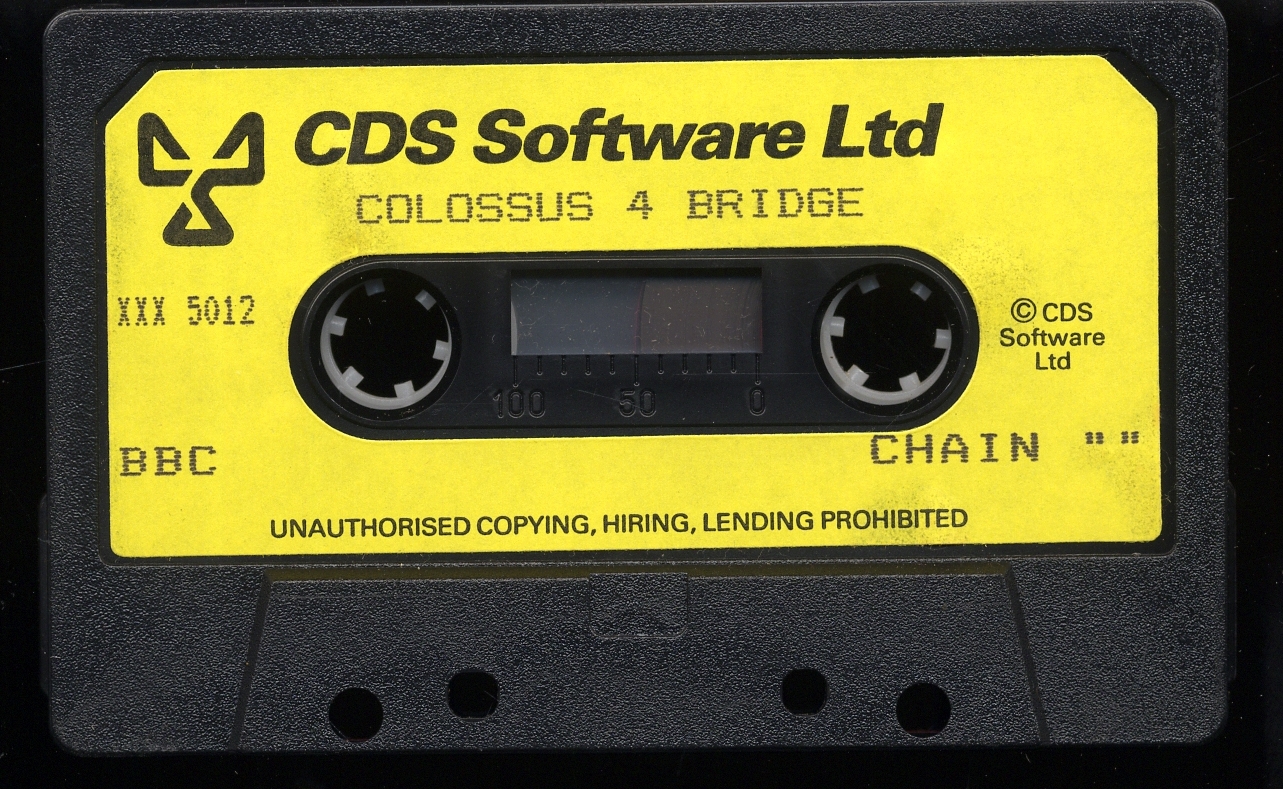 CDS Software Ltd
COLOSSUS 4 BRIDGE
XXX 5012
© CDS
Software
Ltd
100 50 0
BBC
CHAIN ""
UNAUTHORISED COPYING, HIRING, LENDING PROHIBITED